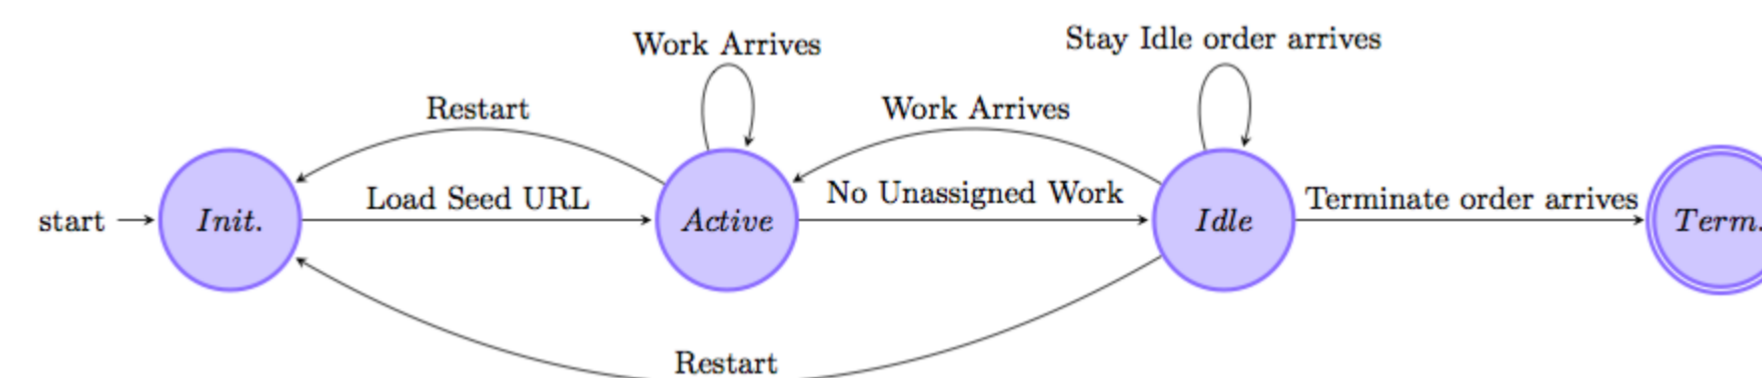 Work Arrives
Stay Idle order arrives
Restart
Work Arrives
Load Seed URL
No Unassigned Work
Terminate order arrives
start
Init.
Active
Idle
Term.
Restart